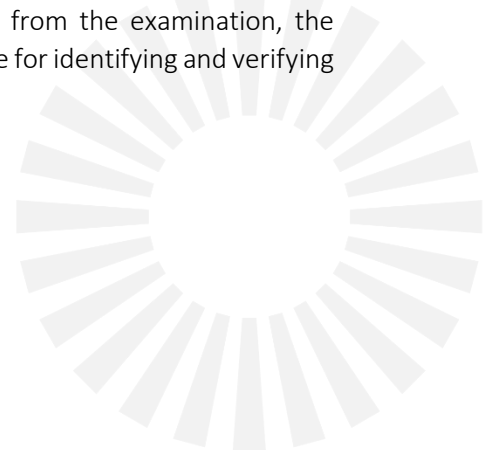 from the examination, the
e for identifying and verifying